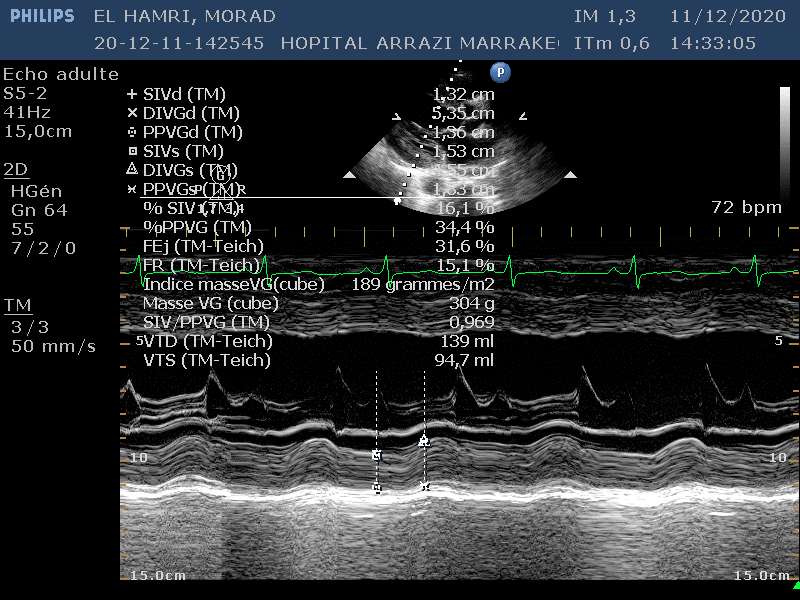 PHILIPS EL HAMRI, MORAD IM 1,3 11/12/2020
20-12-11-142545 HOPITAL ARRAZI MARRAKE ITm 0,6 14:33:05
Echo adulte
S5-2
41Hz
15,0cm
2D
HGén
Gn 64
55
7 / 2 / 0
TM
3 / 3
50 mm/s
P
+ SIVd (TM) 1,32 cm
× DIVGd (TM) 5,35 cm
PPVGd (TM) 1,36 cm
SIVs (TM) 1,53 cm
DIVGs (TM) 4,55 cm
PPVGs (TM) 1,83 cm
% SIV (TM) 16,1 %
%PPVG (TM) 34,4 %
FEj (TM-Teich) 31,6 %
FR (TM-Teich) 15,1 %
Indice masseVG(cube) 189 grammes/m2
Masse VG (cube) 304 g
SIV/PPVG (TM) 0,969
VTD (TM-Teich) 139 ml
VTS (TM-Teich) 94,7 ml
72 bpm
5 5
10 10
15.0cm 15.0cm